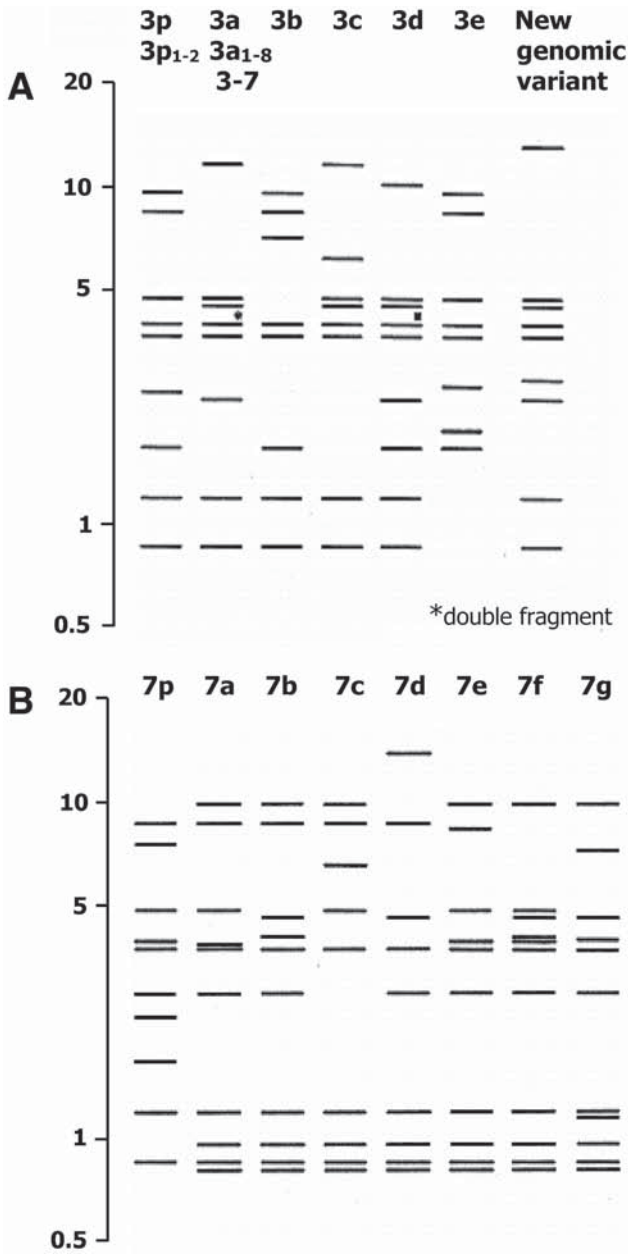 3p 3a 3b 3c 3d 3e New
3p1-2 3a1-8 genomic
3-7 variant
A
20
10
5
1
0.5
*double fragment
B
7p 7a 7b 7c 7d 7e 7f 7g
20
10
5
1
0.5